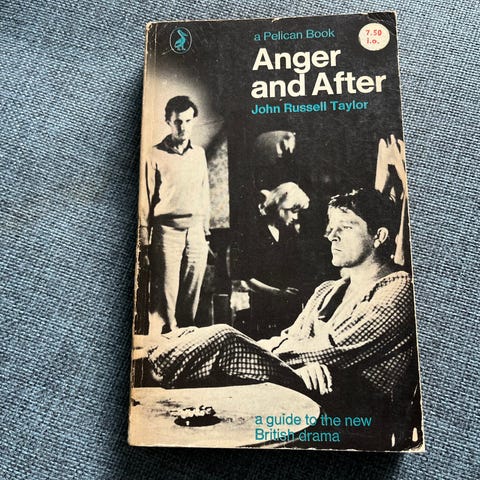 a Pelican Book
7.50
i.o.
Anger
and After
John Russell Taylor
a guide to the new
British drama